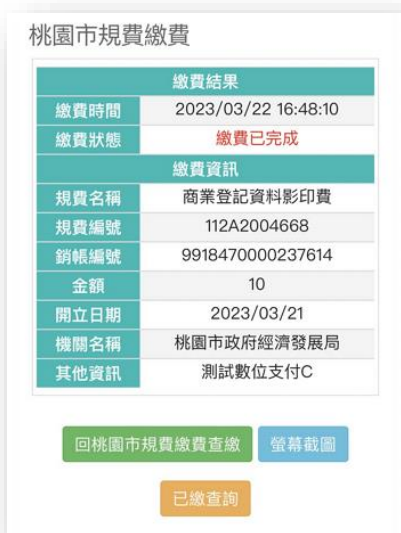 桃園市規費繳費
繳費結果
繳費時間 2023/03/22 16:48:10
繳費狀態 繳費已完成
繳費資訊
規費名稱 商業登記資料影印費
規費編號 112A2004668
銷帳編號 9918470000237614
金額 10
開立日期 2023/03/21
機關名稱 桃園市政府經濟發展局
其他資訊 測試數位支付C
回桃園市規費繳費查繳 螢幕截圖
已繳查詢